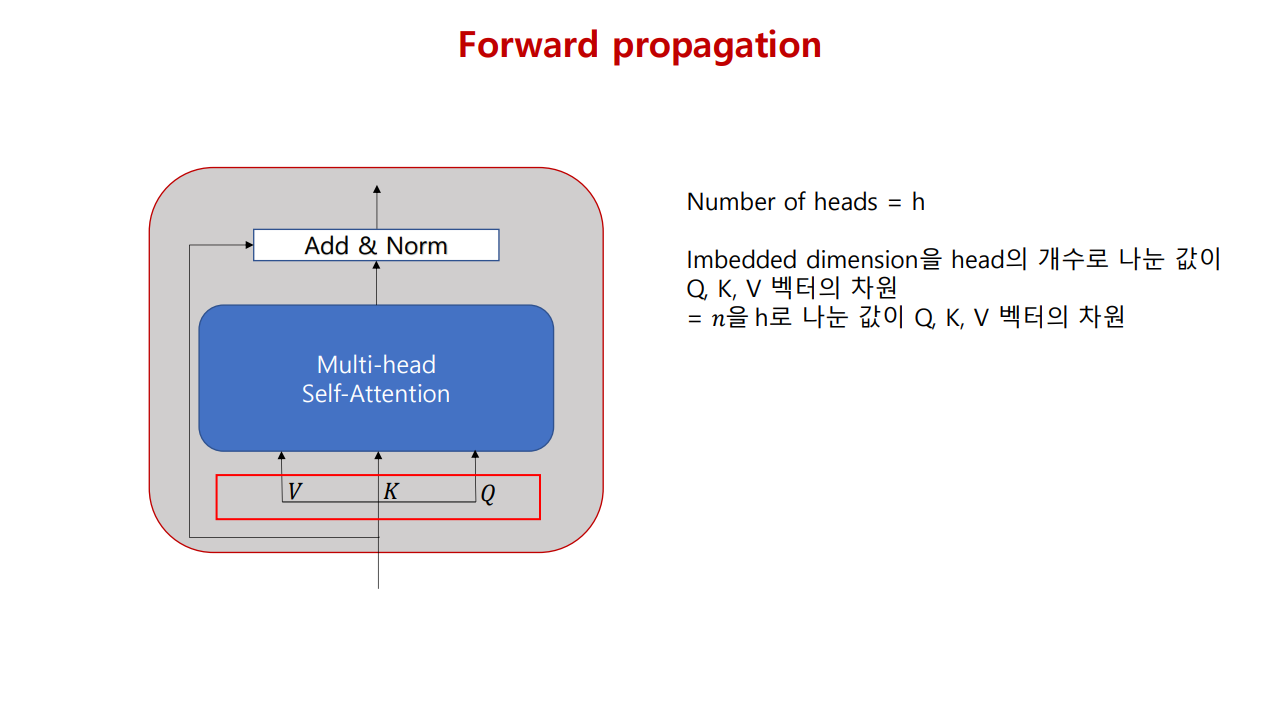 Forward propagation
Add & Norm
Multi-head
Self-Attention
V K Q
Number of heads = h
Imbedded dimension을 head의 개수로 나눈 값이
Q, K, V 벡터의 차원
= n을 h로 나눈 값이 Q, K, V 벡터의 차원